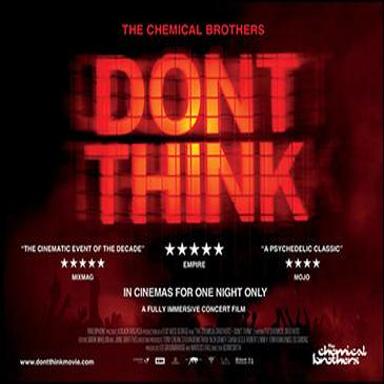 THE CHEMICAL BROTHERS
DONT
THINK
"THE CINEMATIC EVENT OF THE DECADE"
★★★★★
MIXMAG
★★★★★
EMPIRE
"A PSYCHEDELIC CLASSIC"
★★★★
MOJO
IN CINEMAS FOR ONE NIGHT ONLY
A FULLY IMMERSIVE CONCERT FILM
www.dontthinkmovie.com
the chemical brothers